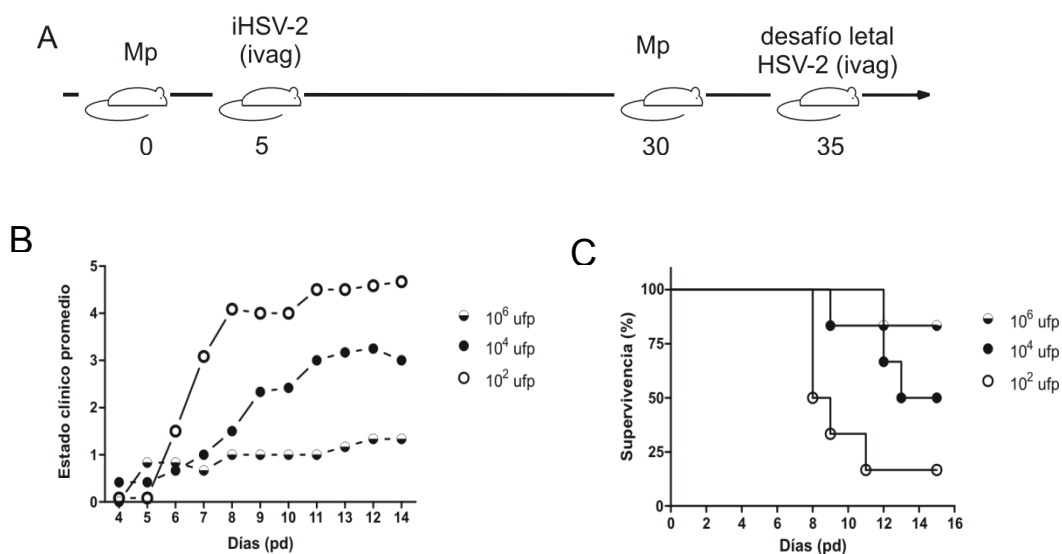 A
Mp
iHSV-2
(ivag)
Mp
desafío letal
HSV-2 (ivag)
0
5
30
35
B
Estado clínico promedio
5
4
3
2
1
0
4 5 6 7 8 9 10 11 13 12 14
Días (pd)
10⁶ ufp
10⁴ ufp
10² ufp
C
Supervivencia (%)
100
75
50
25
0 2 4 6 8 10 12 14 16
Días (pd)
10⁶ ufp
10⁴ ufp
10² ufp